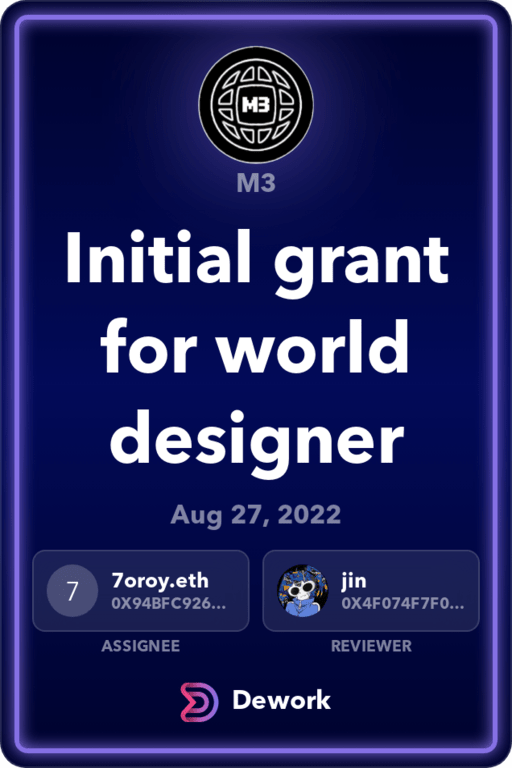 M3
M3
Initial grant
for world
designer
Aug 27, 2022
7
7oroy.eth
0X94BFC926...
ASSIGNEE
jin
0X4F074F7F0...
REVIEWER
Dework